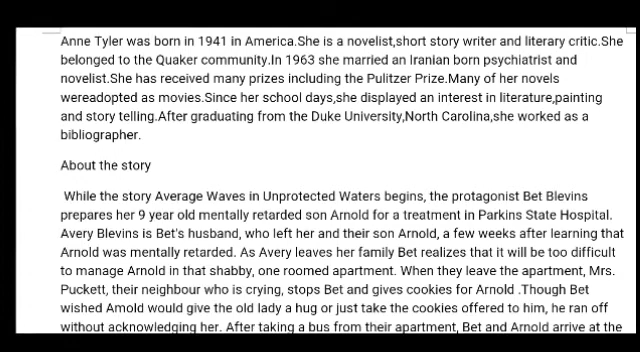 Anne Tyler was born in 1941 in America.She is a novelist,short story writer and literary critic.She
belonged to the Quaker community.In 1963 she married an Iranian born psychiatrist and
novelist.She has received many prizes including the Pulitzer Prize.Many of her novels
wereadopted as movies.Since her school days,she displayed an interest in literature,painting
and story telling.After graduating from the Duke University,North Carolina,she worked as a
bibliographer.
About the story
While the story Average Waves in Unprotected Waters begins, the protagonist Bet Blevins
prepares her 9 year old mentally retarded son Arnold for a treatment in Parkins State Hospital.
Avery Blevins is Bet's husband, who left her and their son Arnold, a few weeks after learning that
Arnold was mentally retarded. As Avery leaves her family Bet realizes that it will be too difficult
to manage Arnold in that shabby, one roomed apartment. When they leave the apartment, Mrs.
Puckett, their neighbour who is crying, stops Bet and gives cookies for Arnold .Though Bet
wished Amold would give the old lady a hug or just take the cookies offered to him, he ran off
without acknowledging her. After taking a bus from their apartment, Bet and Arnold arrive at the